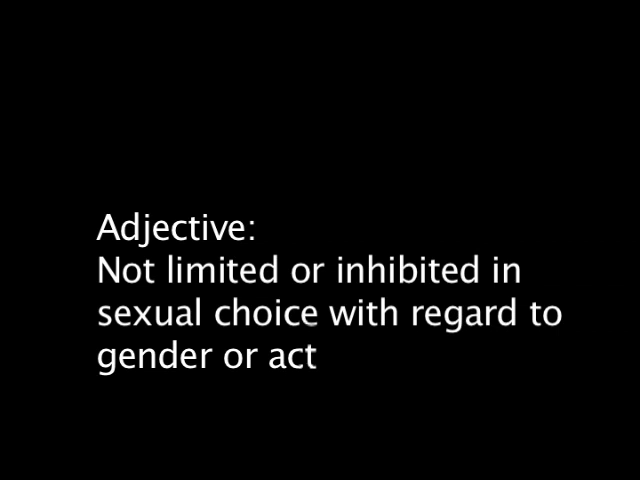 Adjective:
Not limited or inhibited in
sexual choice with regard to
gender or act